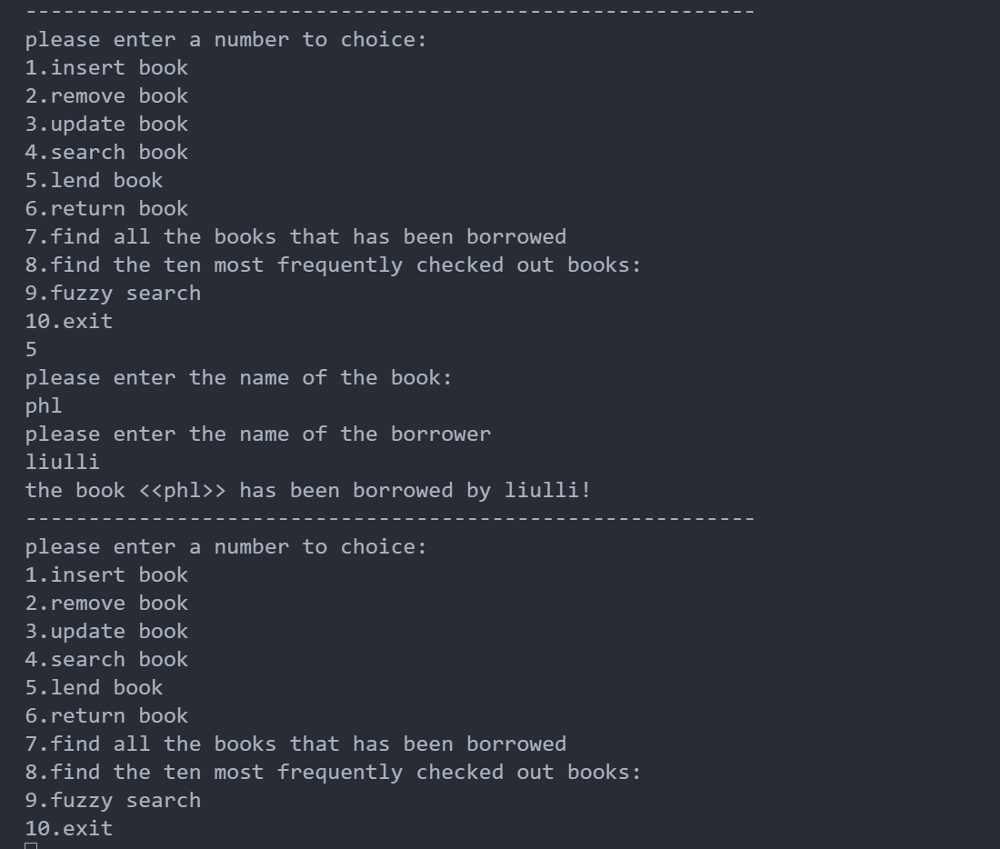 ----------------------------------------------------------
please enter a number to choice:
1.insert book
2.remove book
3.update book
4.search book
5.lend book
6.return book
7.find all the books that has been borrowed
8.find the ten most frequently checked out books:
9.fuzzy search
10.exit
5
please enter the name of the book:
phl
please enter the name of the borrower
liulli
the book <<phl>> has been borrowed by liulli!
----------------------------------------------------------
please enter a number to choice:
1.insert book
2.remove book
3.update book
4.search book
5.lend book
6.return book
7.find all the books that has been borrowed
8.find the ten most frequently checked out books:
9.fuzzy search
10.exit